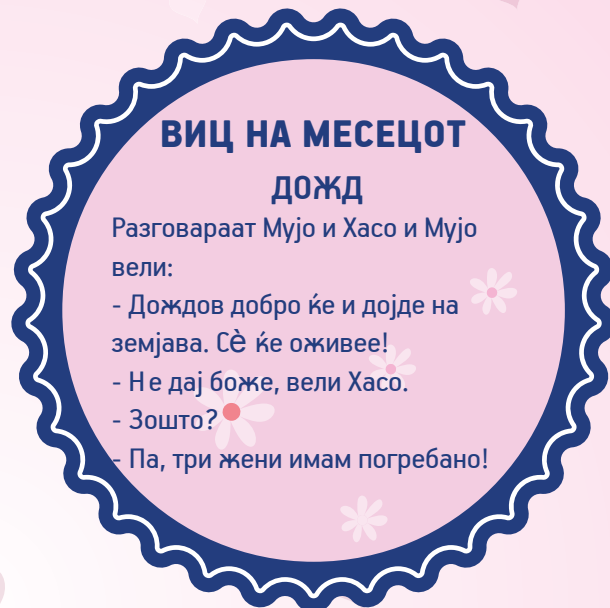 ВИЦ НА МЕСЕЦОТ
ДОЖД
Разговараат Мујо и Хасо и Мујо
вели:
- Дождов добро ќе и дојде на
земјава. Сѐ ќе оживее!
- Не дај боже, вели Хасо.
- Зошто?
- Па, три жени имам погребано!